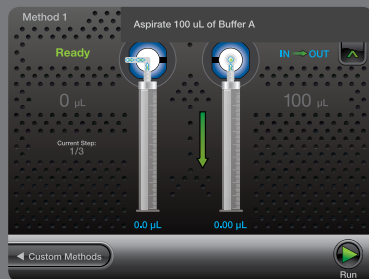 Method 1
Aspirate 100 uL of Buffer A
Ready
IN OUT
0 µL
100 µL
Current Step:
1/3
0.0 µL
0.00 µL
Custom Methods
Run